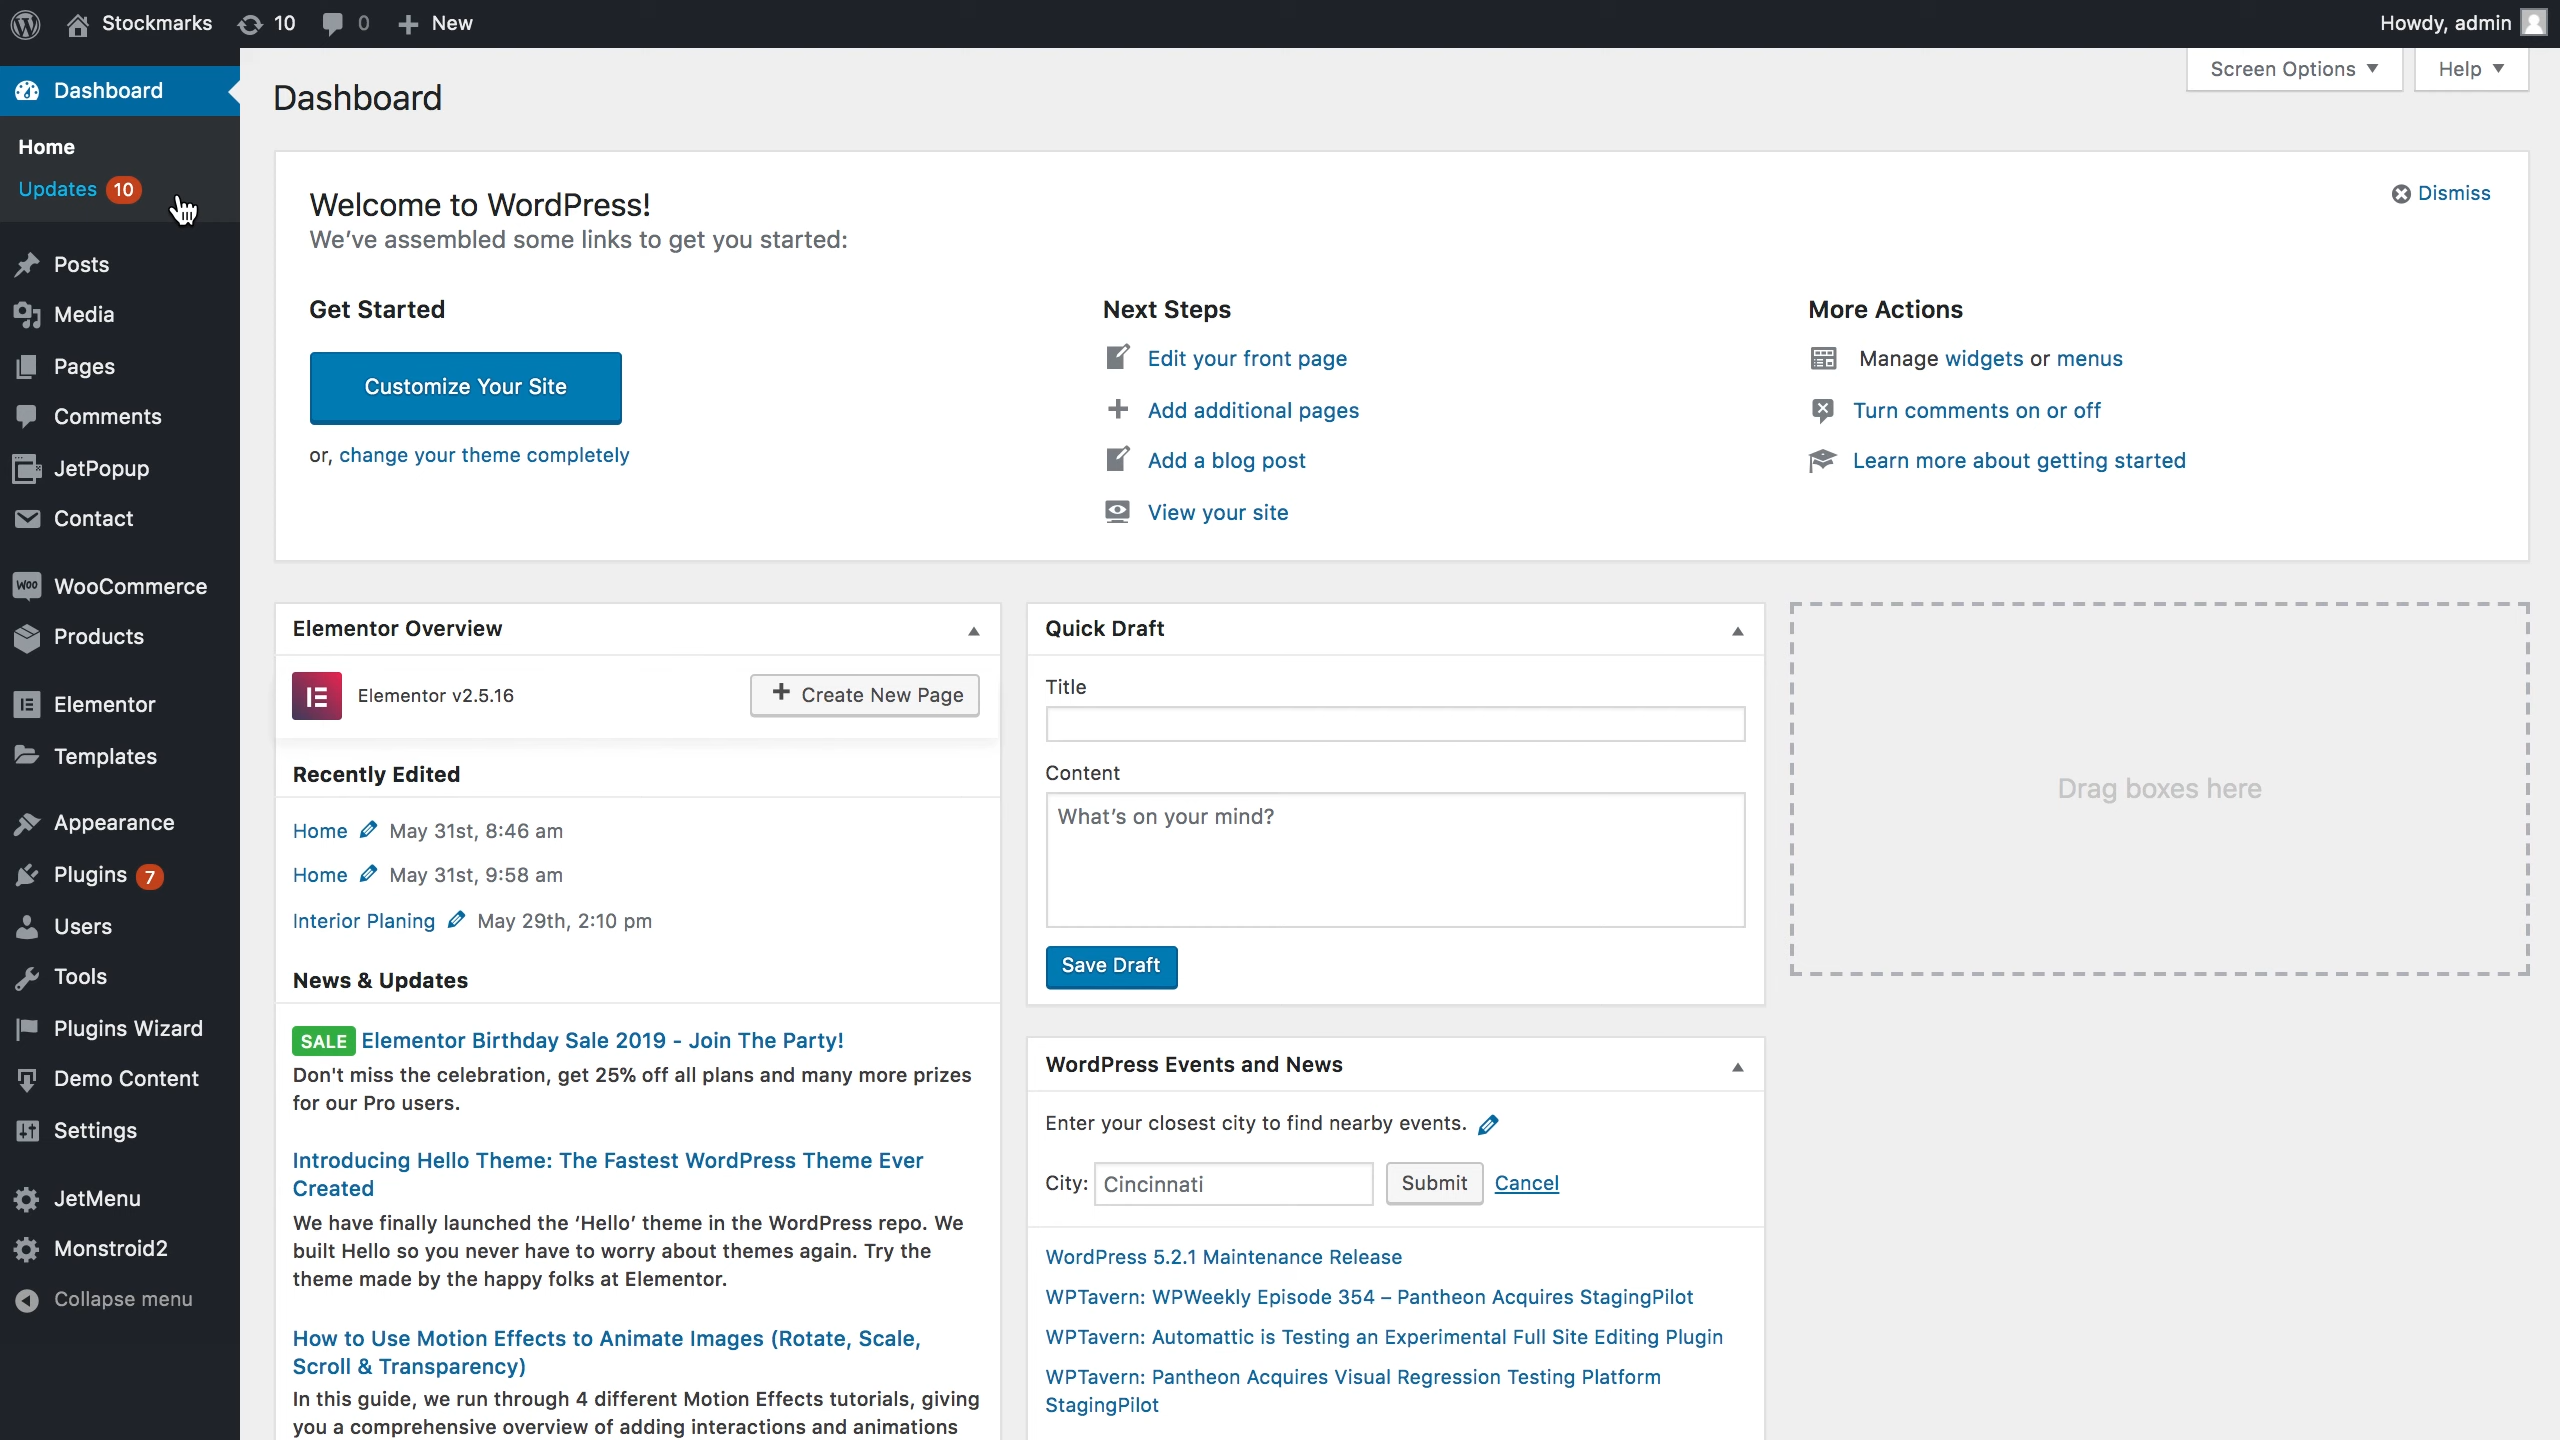 Stockmarks 10 0 New
Howdy, admin
Dashboard
Home
Updates 10
Posts
Media
Pages
Comments
JetPopup
Contact
Woo WooCommerce
Products
Elementor
Templates
Appearance
Plugins 7
Users
Tools
Plugins Wizard
Demo Content
Settings
JetMenu
Monstroid2
Collapse menu
Screen Options
Help
Dashboard
Welcome to WordPress!
We've assembled some links to get you started:
Dismiss
Get Started
Customize Your Site
or, change your theme completely
Next Steps
Edit your front page
Add additional pages
Add a blog post
View your site
More Actions
Manage widgets or menus
Turn comments on or off
Learn more about getting started
Elementor Overview
Elementor v2.5.16
Create New Page
Recently Edited
Home May 31st, 8:46 am
Home May 31st, 9:58 am
Interior Planing May 29th, 2:10 pm
News & Updates
SALE Elementor Birthday Sale 2019 - Join The Party!
Don't miss the celebration, get 25% off all plans and many more prizes
for our Pro users.
Introducing Hello Theme: The Fastest WordPress Theme Ever
Created
We have finally launched the ‘Hello’ theme in the WordPress repo. We
built Hello so you never have to worry about themes again. Try the
theme made by the happy folks at Elementor.
How to Use Motion Effects to Animate Images (Rotate, Scale,
Scroll & Transparency)
In this guide, we run through 4 different Motion Effects tutorials, giving
you a comprehensive overview of adding interactions and animations
Quick Draft
Title
Content
What’s on your mind?
Save Draft
WordPress Events and News
Enter your closest city to find nearby events.
City: Cincinnati Submit Cancel
WordPress 5.2.1 Maintenance Release
WPTavern: WPWeekly Episode 354 – Pantheon Acquires StagingPilot
WPTavern: Automattic is Testing an Experimental Full Site Editing Plugin
WPTavern: Pantheon Acquires Visual Regression Testing Platform
StagingPilot
Drag boxes here